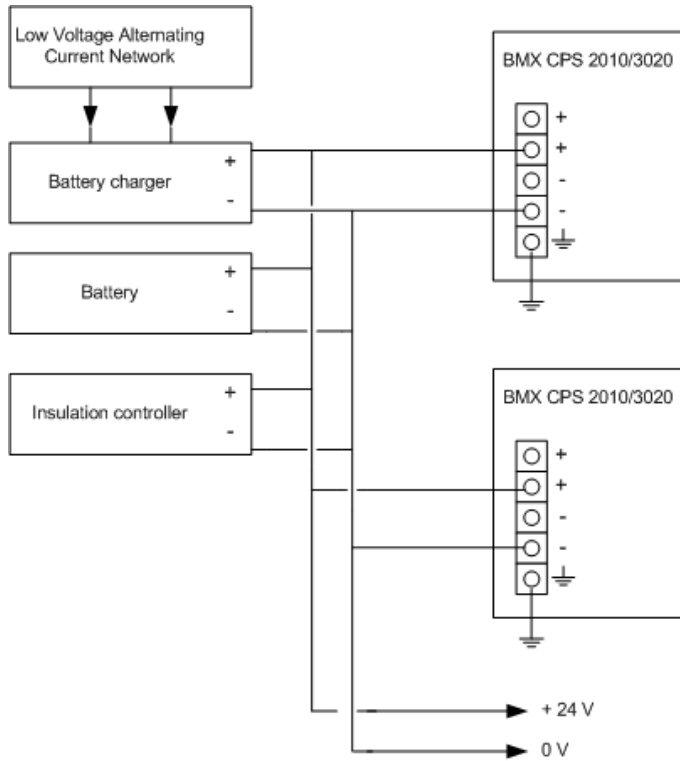 Low Voltage Alternating
Current Network
Battery charger
+
-
Battery
+
-
Insulation controller
+
-
BMX CPS 2010/3020
+
+
-
-
BMX CPS 2010/3020
+
+
-
-
+ 24 V
0 V